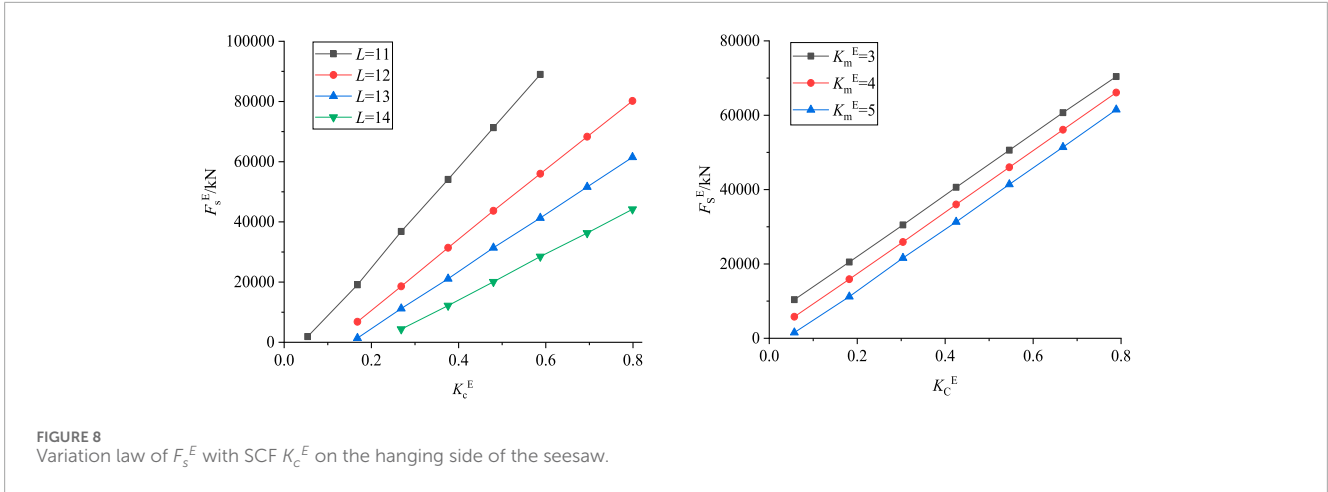 100000
80000
60000
40000
20000
0
0.0 0.2 0.4 0.6 0.8
F_s^E/kN
K_c^E
L=11
L=12
L=13
L=14
80000
60000
40000
20000
0
0.0 0.2 0.4 0.6 0.8
F_S^E/kN
K_C^E
K_m^E=3
K_m^E=4
K_m^E=5
FIGURE 8
Variation law of F_s^E with SCF K_c^E on the hanging side of the seesaw.